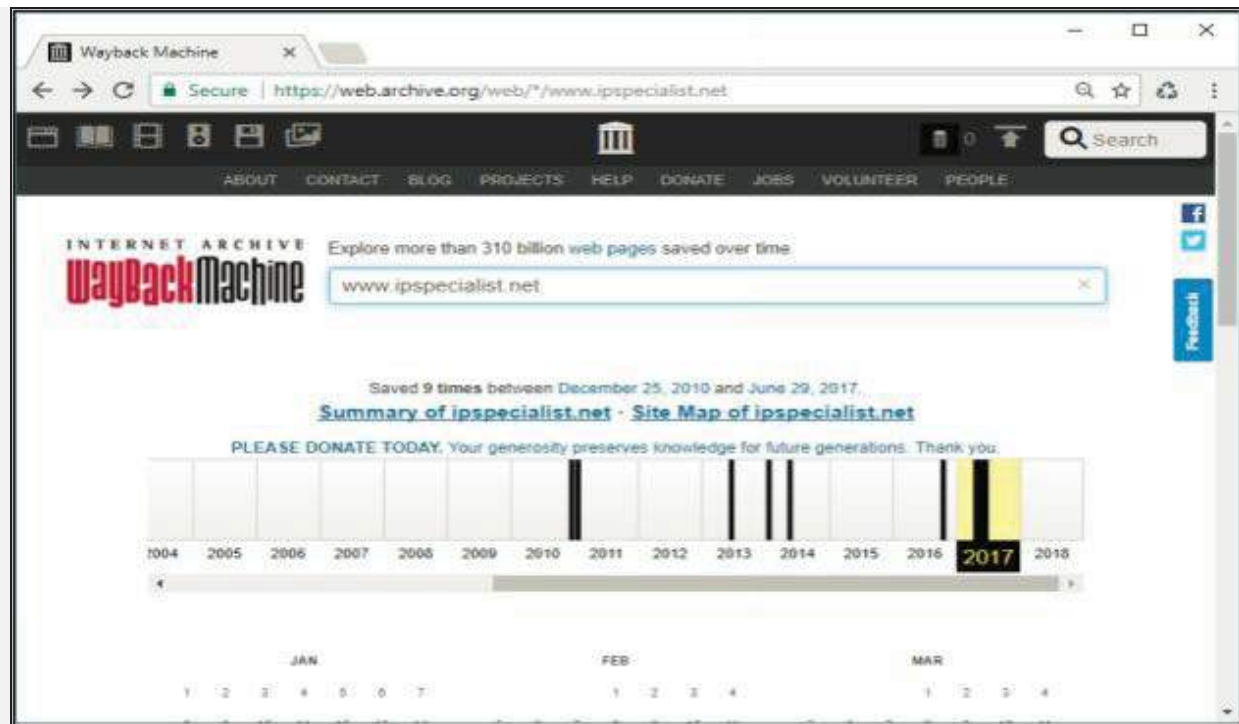 Wayback Machine
Secure https://web.archive.org/web/*/www.ipspecialist.net
0 Search
ABOUT CONTACT BLOG PROJECTS HELP DONATE JOBS VOLUNTEER PEOPLE
INTERNET ARCHIVE
WayBackMachine
Explore more than 310 billion web pages saved over time
www.ipspecialist.net
Feedback
Saved 9 times between December 25, 2010 and June 29, 2017.
Summary of ipspecialist.net · Site Map of ipspecialist.net
PLEASE DONATE TODAY. Your generosity preserves knowledge for future generations. Thank you.
2004 2005 2006 2007 2008 2009 2010 2011 2012 2013 2014 2015 2016 2017 2018
JAN FEB MAR
1 2 3 4 5 6 7 1 2 3 4 1 2 3 4